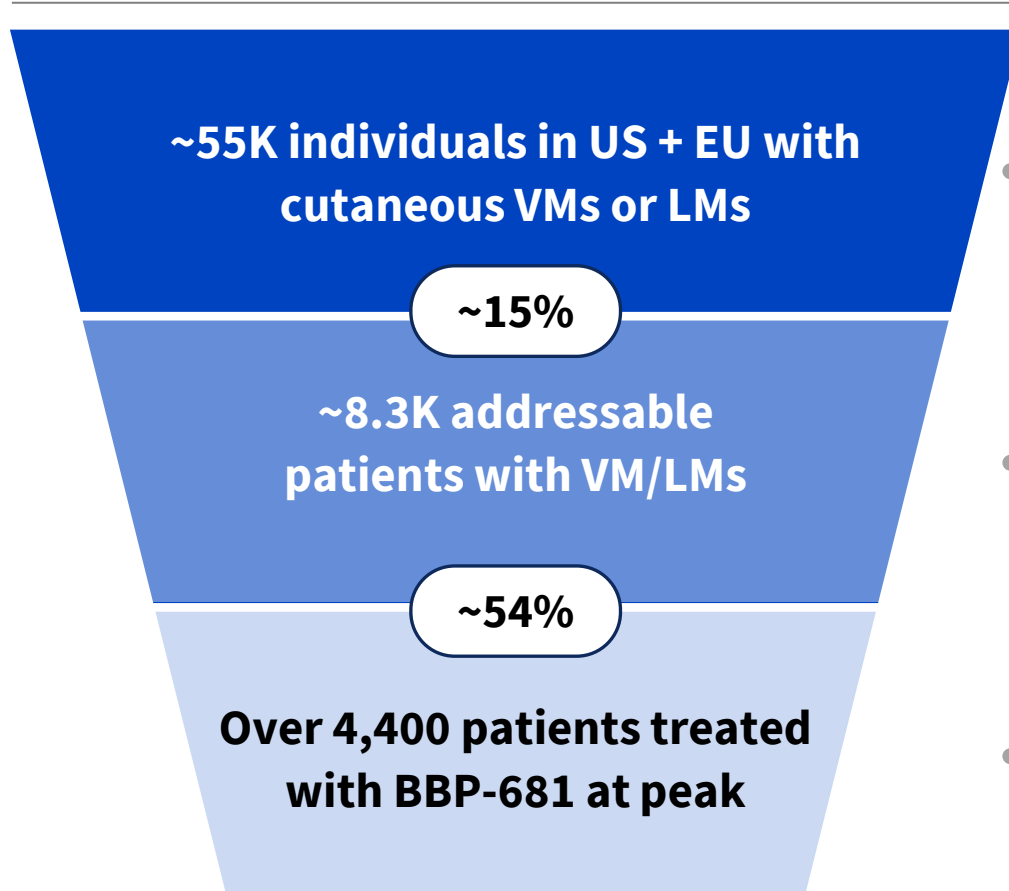 ~55K individuals in US + EU with
cutaneous VMs or LMs
~15%
~8.3K addressable
patients with VM/LMs
~54%
Over 4,400 patients treated
with BBP-681 at peak